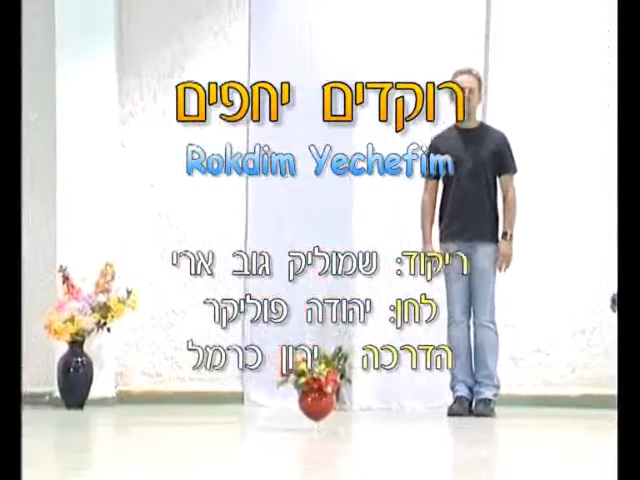 רוקדים יחפים
Rokdim Yechefim
ריקוד: שמוליק גוב ארי
לחן: יהודה פוליקר
הדרכה ירון כרמל